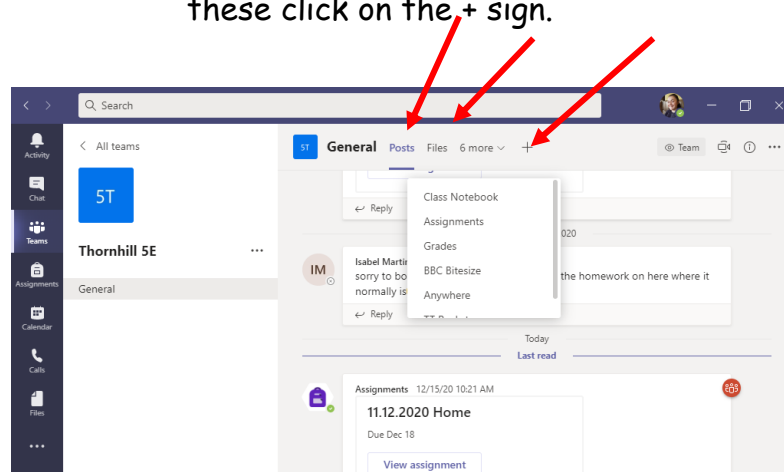 these click on the + sign.
Search
Activity
Chat
Teams
Assignments
Calendar
Calls
Files
All teams
5T
Thornhill 5E
General
5T General Posts Files 6 more
Team
Class Notebook
Assignments
Grades
BBC Bitesize
Anywhere
Reply
020
IM
Isabel Martin
sorry to bo
the homework on here where it
normally is
Reply
Today
Last read
Assignments 12/15/20 10:21 AM
11.12.2020 Home
Due Dec 18
View assignment